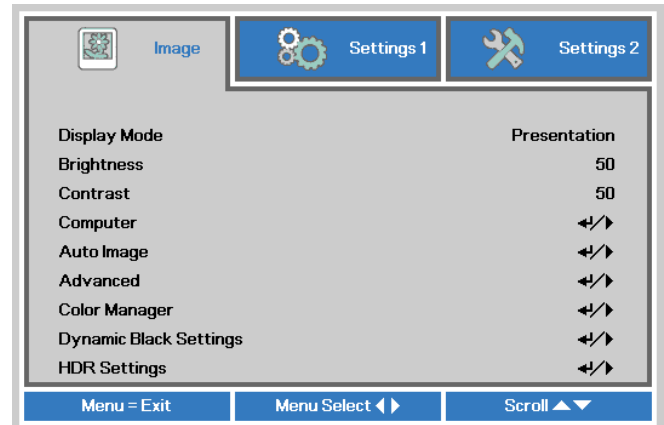 Image Settings 1 Settings 2
Display Mode Presentation
Brightness 50
Contrast 50
Computer ↵/▶
Auto Image ↵/▶
Advanced ↵/▶
Color Manager ↵/▶
Dynamic Black Settings ↵/▶
HDR Settings ↵/▶
Menu = Exit Menu Select ◀ ▶ Scroll ▲ ▼